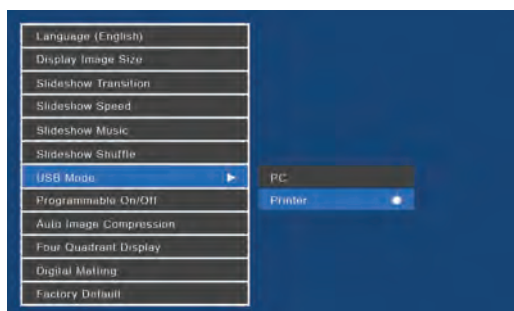 Language (English)
Display Image Size
Slideshow Transition
Slideshow Speed
Slideshow Music
Slideshow Shuffle
USB Mode
PC
Programmable On/Off
Printer
Auto Image Compression
Four Quadrant Display
Digital Matting
Factory Default